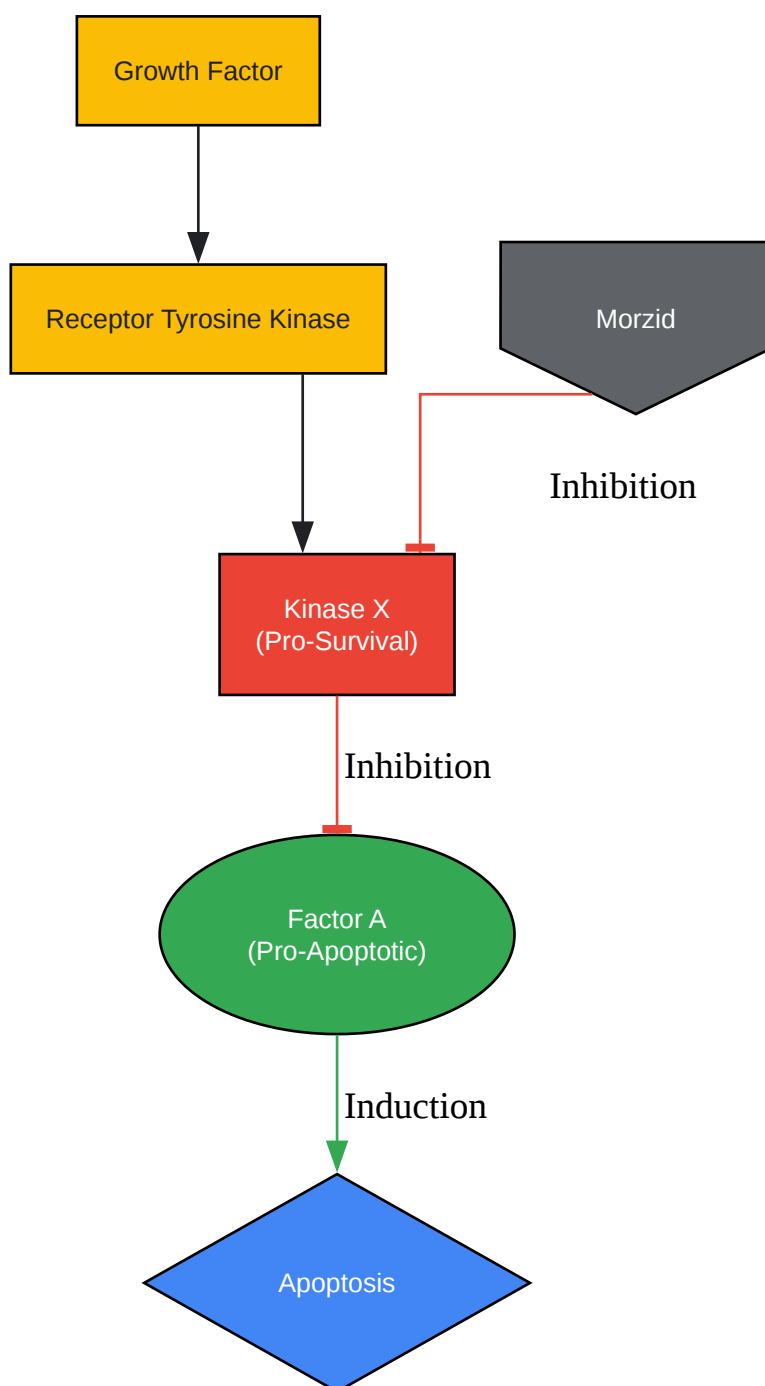 Growth Factor
Receptor Tyrosine Kinase
Morzid
Inhibition
Kinase X
(Pro-Survival)
Inhibition
Factor A
(Pro-Apoptotic)
Induction
Apoptosis